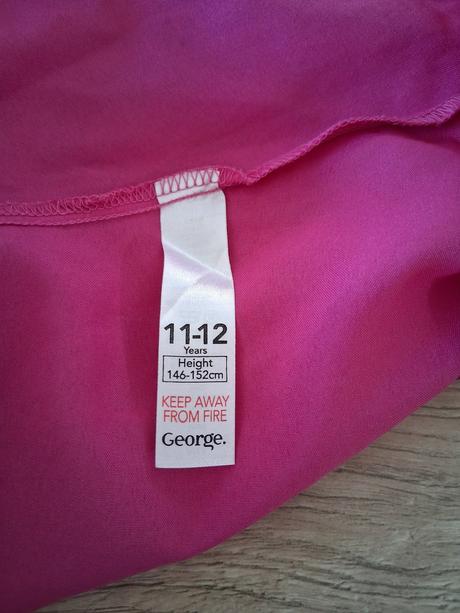 11-12
Years
Height
146-152cm
KEEP AWAY
FROM FIRE
George.